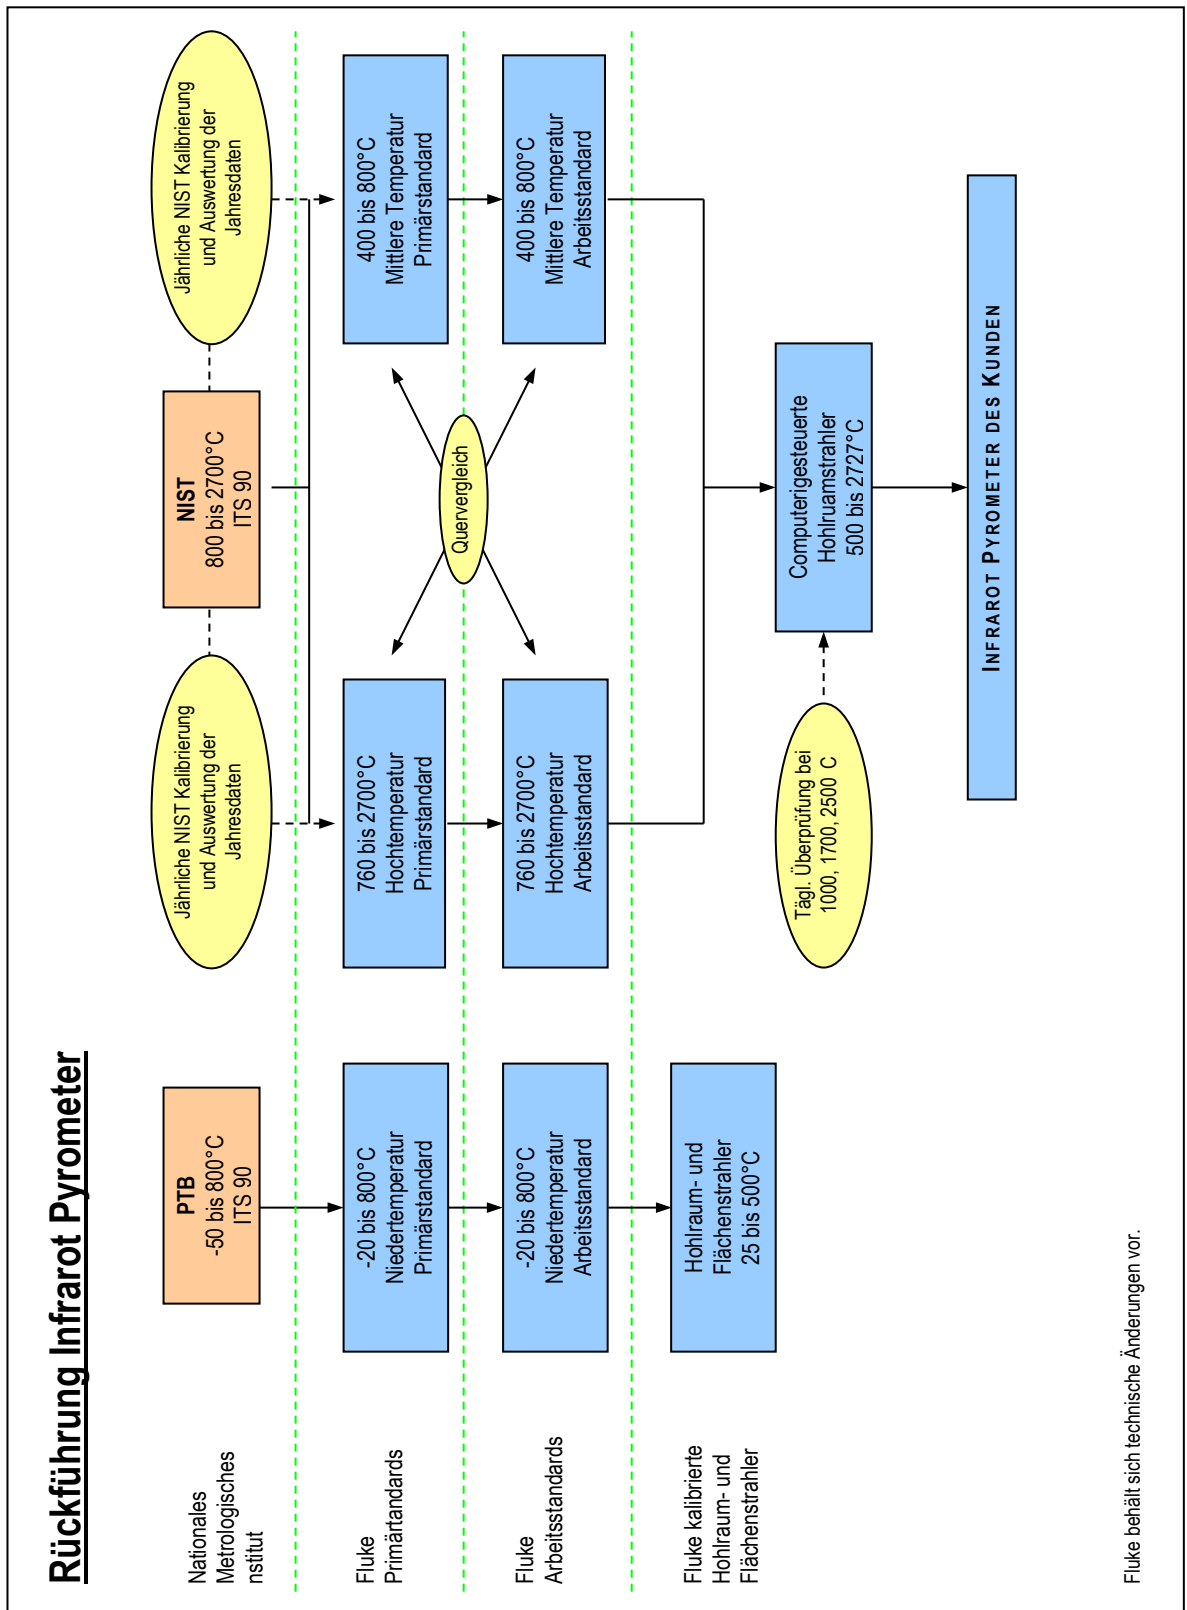 Rückführung Infrarot Pyrometer
Nationales
Metrologisches
nstitut
PTB
-50 bis 800°C
ITS 90
Jährliche NIST Kalibrierung
und Auswertung der
Jahresdaten
NIST
800 bis 2700°C
ITS 90
Jährliche NIST Kalibrierung
und Auswertung der
Jahresdaten
Fluke
Primärtandards
-20 bis 800°C
Niedertemperatur
Primärstandard
760 bis 2700°C
Hochtemperatur
Primärstandard
400 bis 800°C
Mittlere Temperatur
Primärstandard
Quervergleich
Fluke
Arbeitsstandards
-20 bis 800°C
Niedertemperatur
Arbeitsstandard
760 bis 2700°C
Hochtemperatur
Arbeitsstandard
400 bis 800°C
Mittlere Temperatur
Arbeitsstandard
Fluke kalibrierte
Hohlraum- und
Flächenstrahler
Hohlraum- und
Flächenstrahler
25 bis 500°C
Tägl. Überprüfung bei
1000, 1700, 2500 C
Computerigesteuerte
Hohlruamstrahler
500 bis 2727°C
INFRAROT PYROMETER DES KUNDEN
Fluke behält sich technische Änderungen vor.